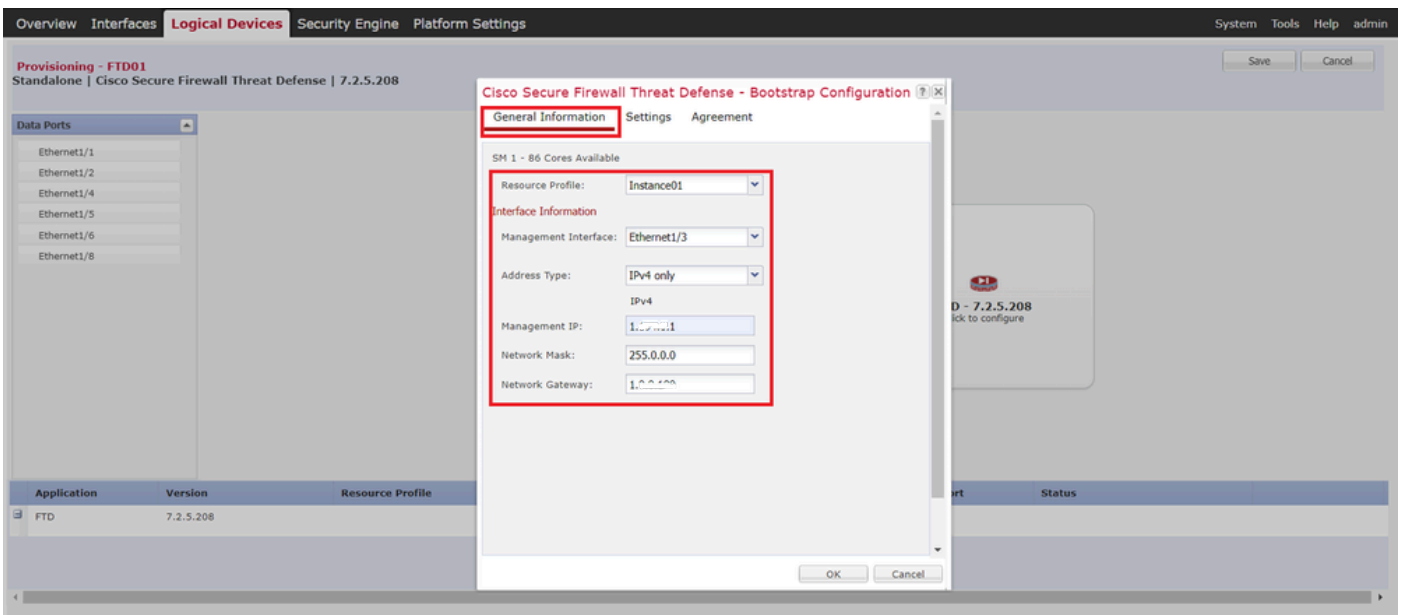 Overview Interfaces Logical Devices Security Engine Platform Settings System Tools Help admin
Provisioning - FTD01
Standalone | Cisco Secure Firewall Threat Defense | 7.2.5.208
Save Cancel
Data Ports
Ethernet1/1
Ethernet1/2
Ethernet1/4
Ethernet1/5
Ethernet1/6
Ethernet1/8
Cisco Secure Firewall Threat Defense - Bootstrap Configuration
General Information Settings Agreement
SM 1 - 86 Cores Available
Resource Profile: Instance01
Interface Information
Management Interface: Ethernet1/3
Address Type: IPv4 only
IPv4
Management IP:
Network Mask: 255.0.0.0
Network Gateway:
OK Cancel
D - 7.2.5.208
ick to configure
Application Version Resource Profile rt Status
FTD 7.2.5.208